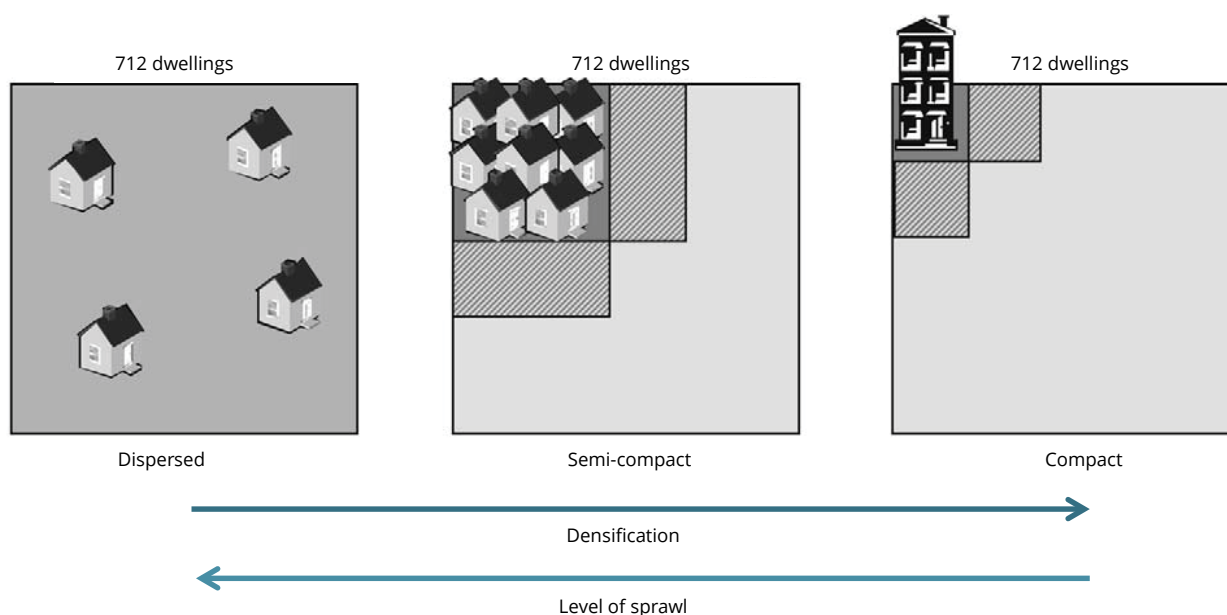 712 dwellings
712 dwellings
712 dwellings
Dispersed
Semi-compact
Compact
Densification
Level of sprawl